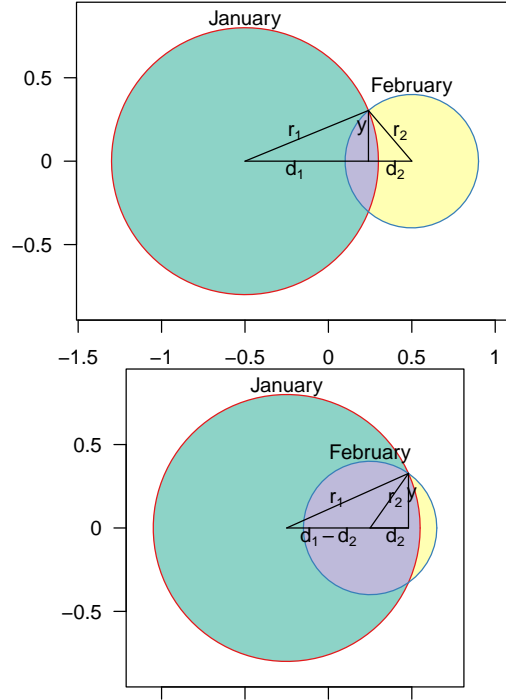 January
February
0.5
0
−0.5
r₁
y
r₂
d₁
d₂
−1.5
−1
−0.5
0
0.5
1
January
February
0.5
0
−0.5
r₁
r₂
y
d₁ − d₂
d₂